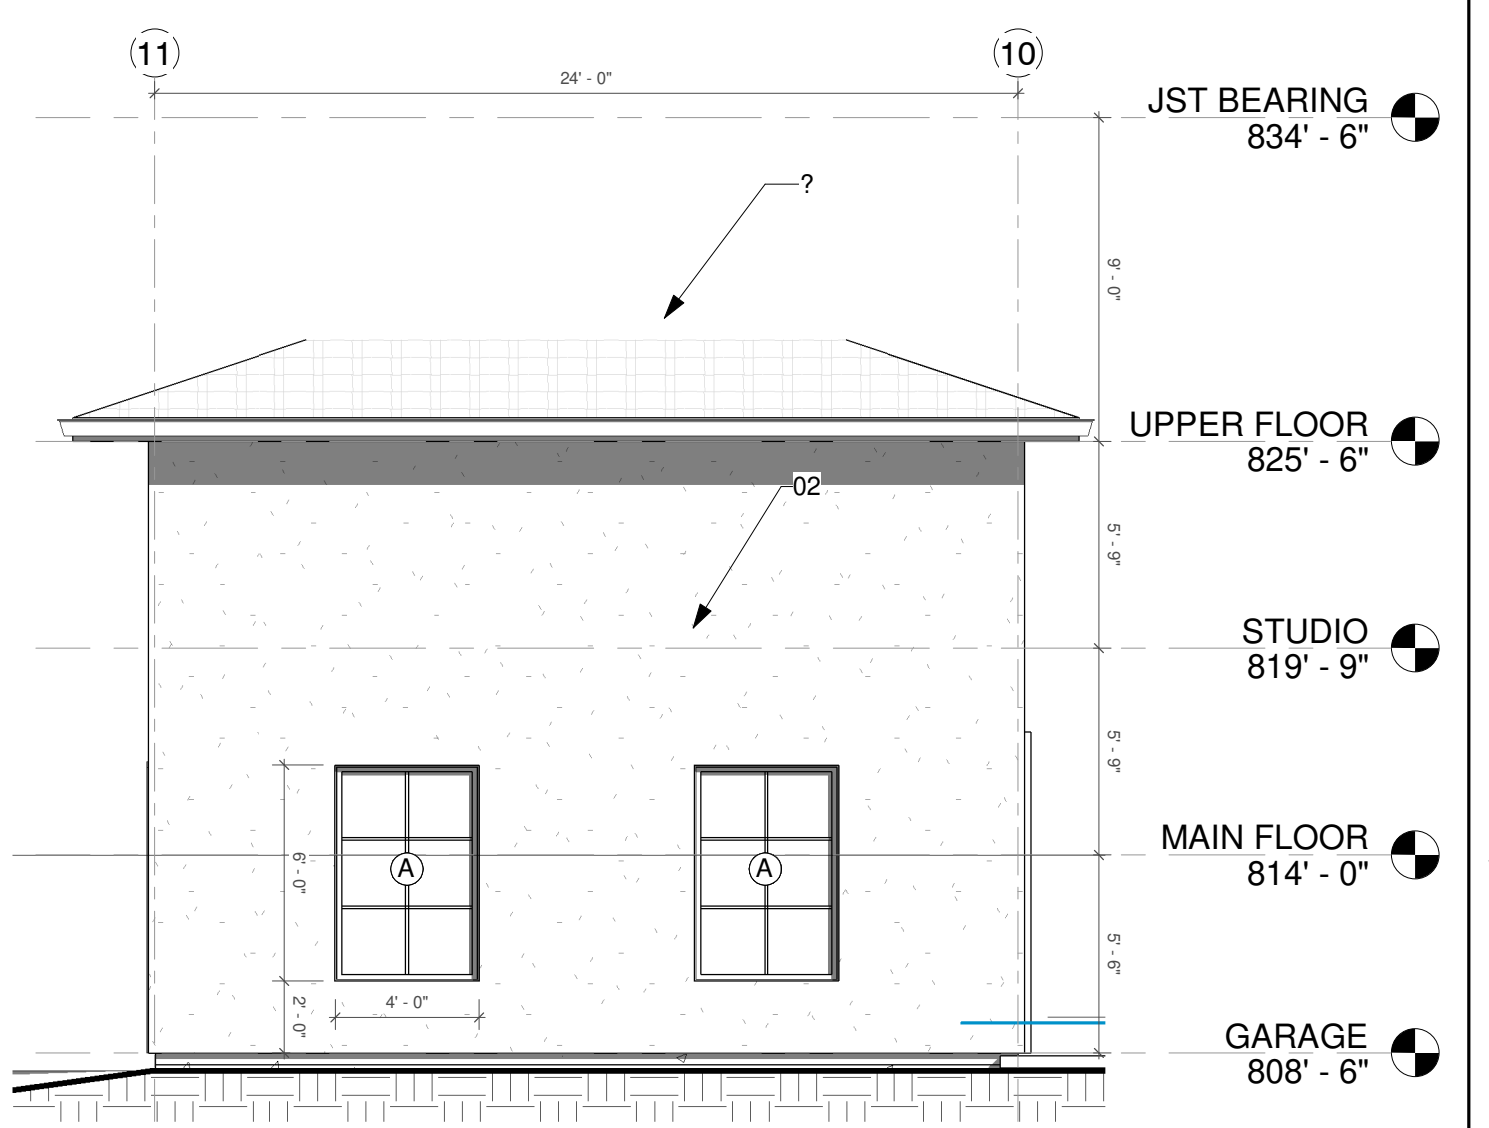 11
10
24' - 0"
JST BEARING
834' - 6"
?
9' - 0"
UPPER FLOOR
825' - 6"
02
5' - 9"
STUDIO
819' - 9"
5' - 9"
MAIN FLOOR
814' - 0"
6' - 0"
A
A
5' - 6"
4' - 0"
2' - 0"
GARAGE
808' - 6"